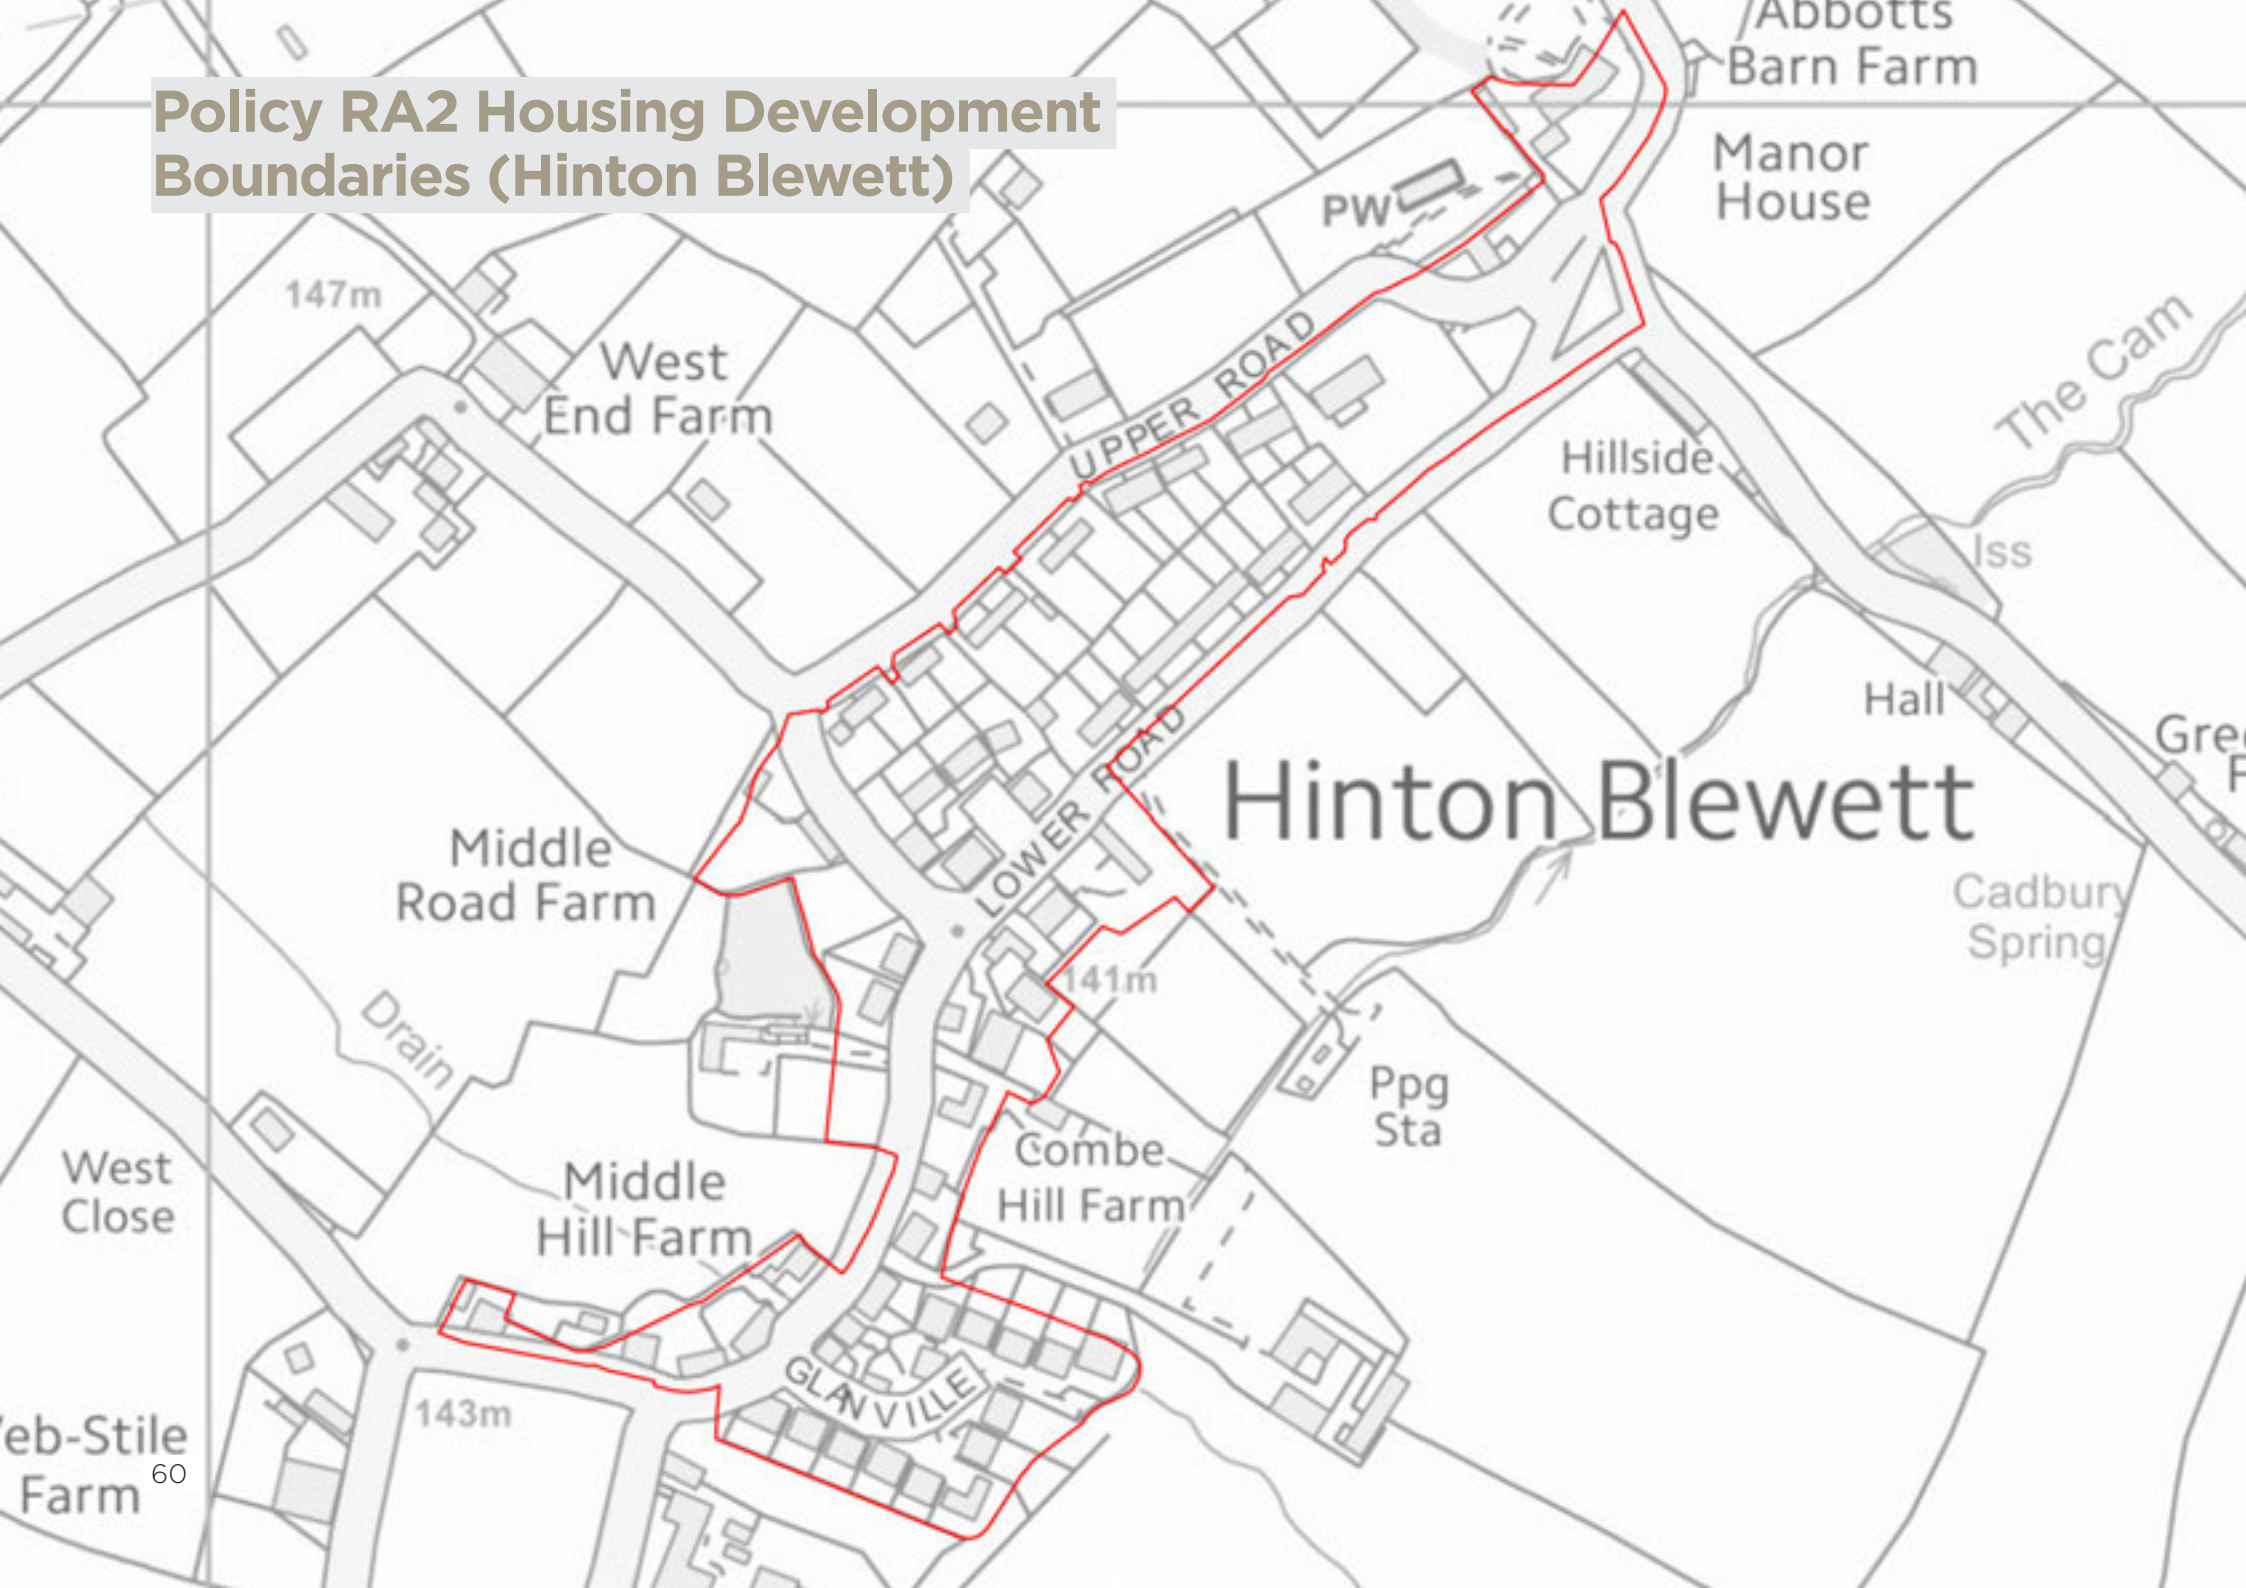 Policy RA2 Housing Development
Boundaries (Hinton Blewett)
Abbotts
Barn Farm
Manor
House
PW
147m
West
End Farm
UPPER ROAD
The Cam
Hillside
Cottage
Iss
Hall
Hinton Blewett
LOWER ROAD
Middle
Road Farm
Cadbury
Spring
141m
Drain
Ppg
Sta
Combe
Hill Farm
West
Close
Middle
Hill Farm
GLANVILLE
143m
eb-Stile
Farm
60